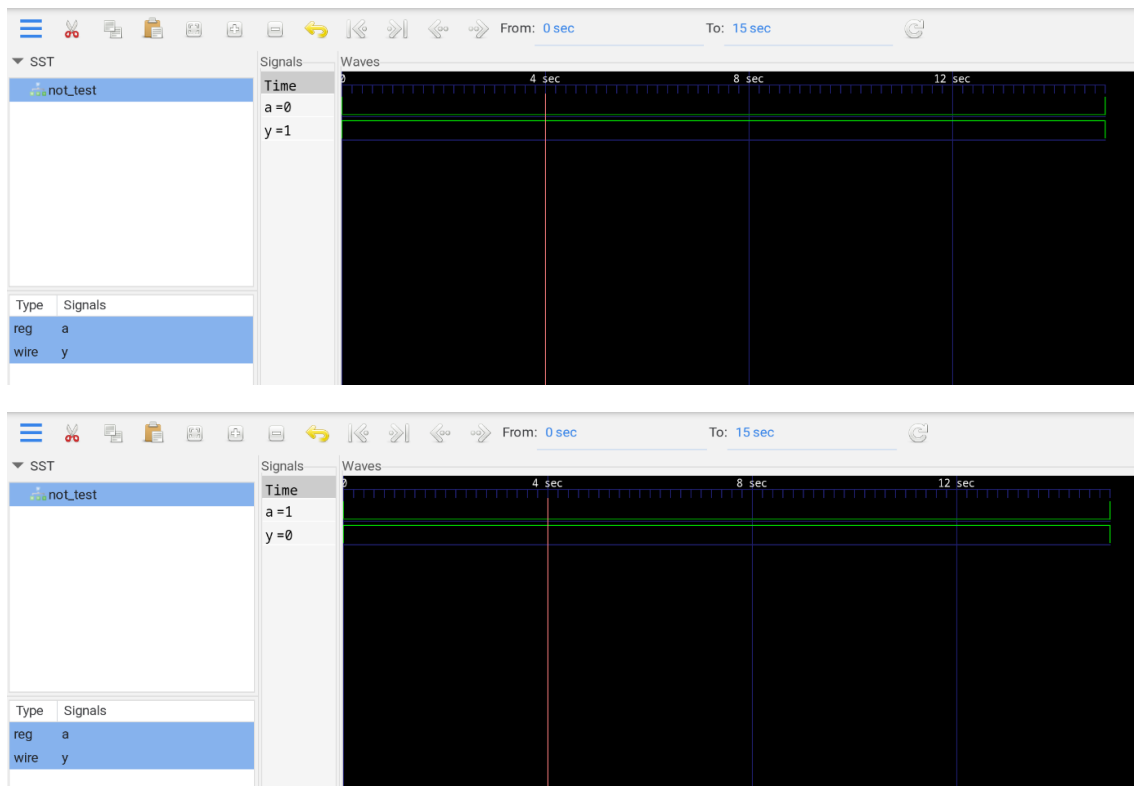 From: 0 sec To: 15 sec
SST
Signals
Waves
not_test
Time
0 4 sec 8 sec 12 sec
a =0
y =1
Type Signals
reg a
wire y
From: 0 sec To: 15 sec
SST
Signals
Waves
not_test
Time
0 4 sec 8 sec 12 sec
a =1
y =0
Type Signals
reg a
wire y